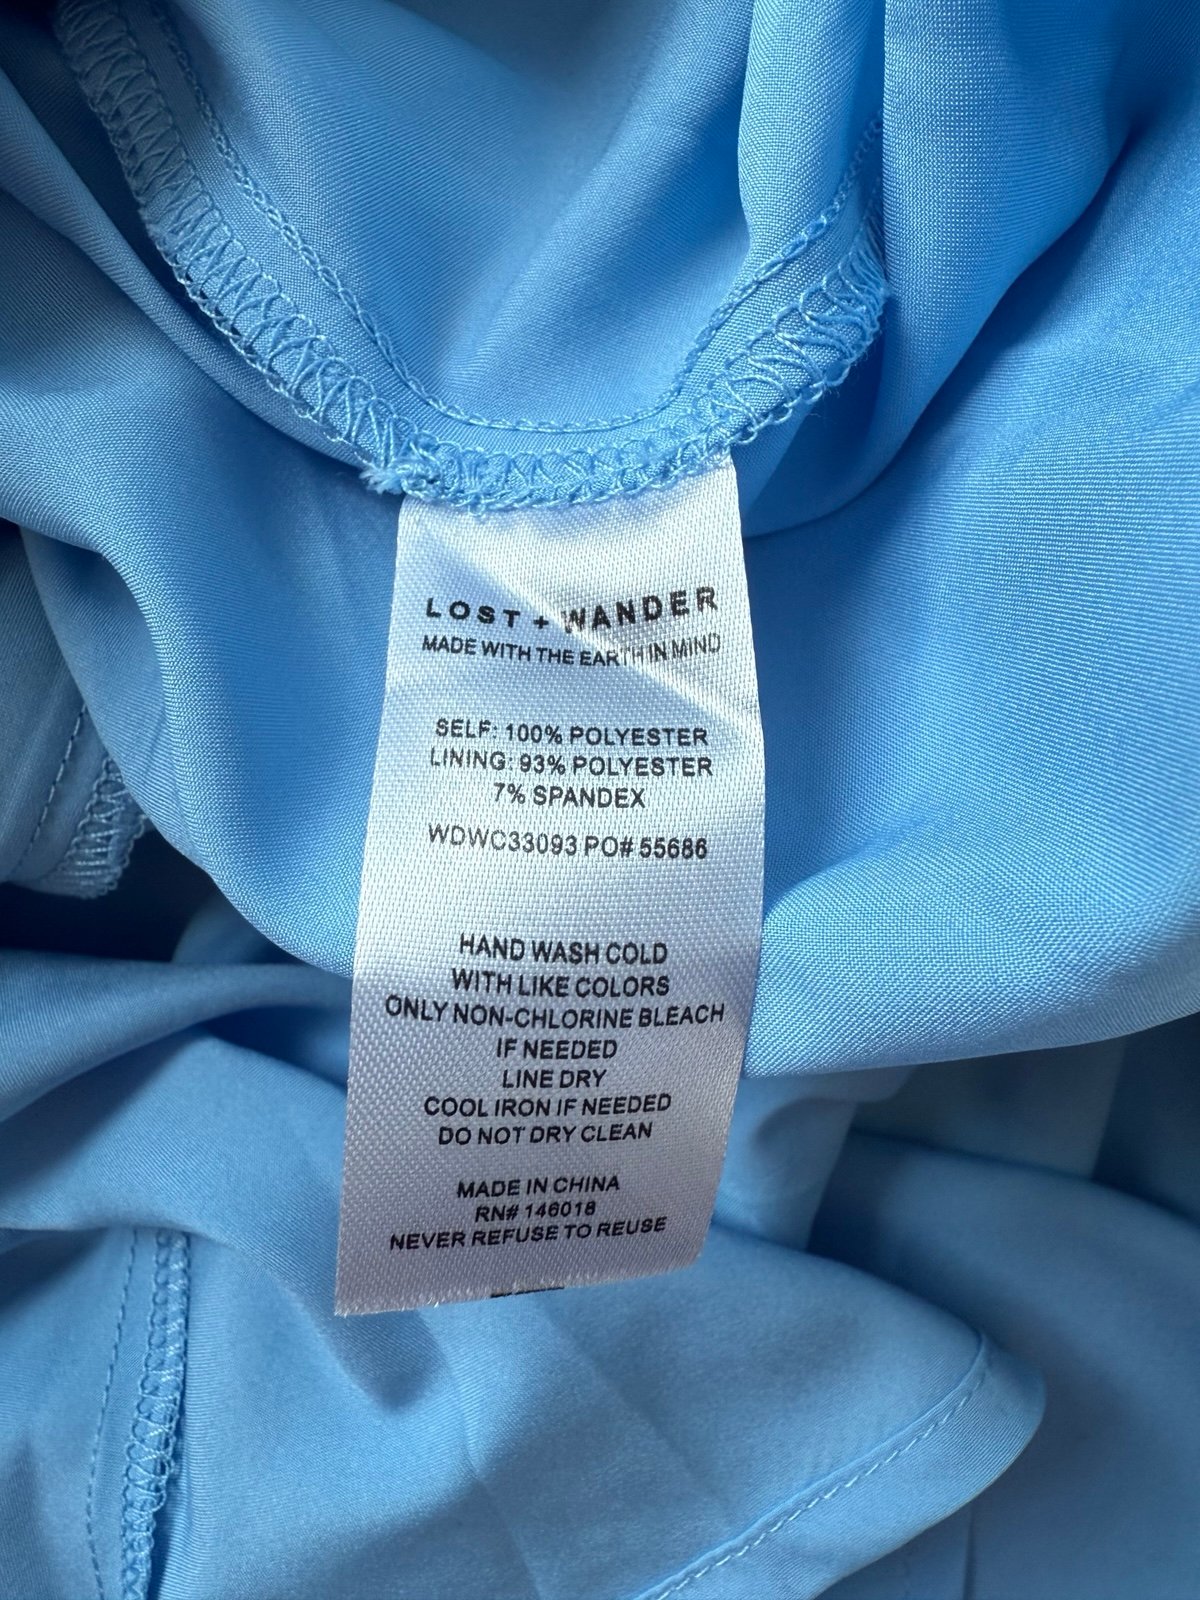 LOST + WANDER
MADE WITH THE EARTH IN MIND
SELF: 100% POLYESTER
LINING: 93% POLYESTER
7% SPANDEX
WDWC33093 PO# 55686
HAND WASH COLD
WITH LIKE COLORS
ONLY NON-CHLORINE BLEACH
IF NEEDED
LINE DRY
COOL IRON IF NEEDED
DO NOT DRY CLEAN
MADE IN CHINA
RN# 146018
NEVER REFUSE TO REUSE